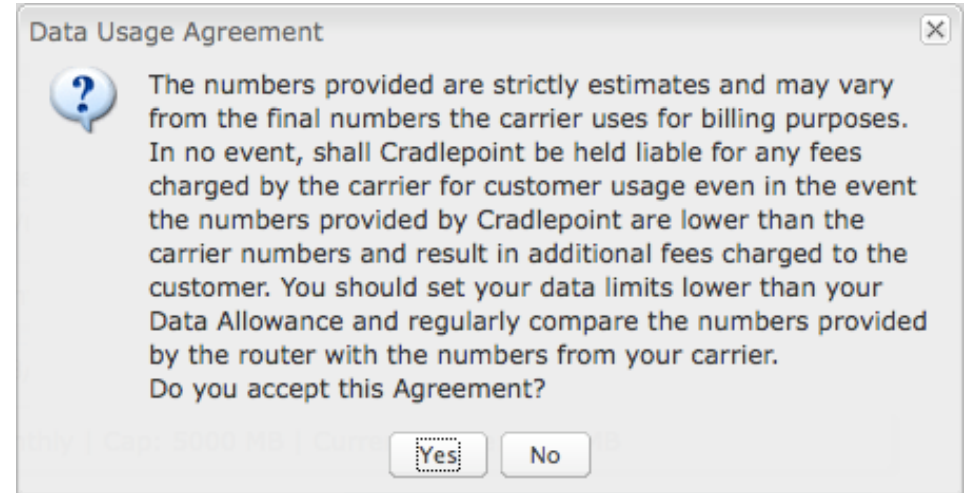 Data Usage Agreement
The numbers provided are strictly estimates and may vary
from the final numbers the carrier uses for billing purposes.
In no event, shall Cradlepoint be held liable for any fees
charged by the carrier for customer usage even in the event
the numbers provided by Cradlepoint are lower than the
carrier numbers and result in additional fees charged to the
customer. You should set your data limits lower than your
Data Allowance and regularly compare the numbers provided
by the router with the numbers from your carrier.
Do you accept this Agreement?
| Cap: 5000 MB | MB
Yes No